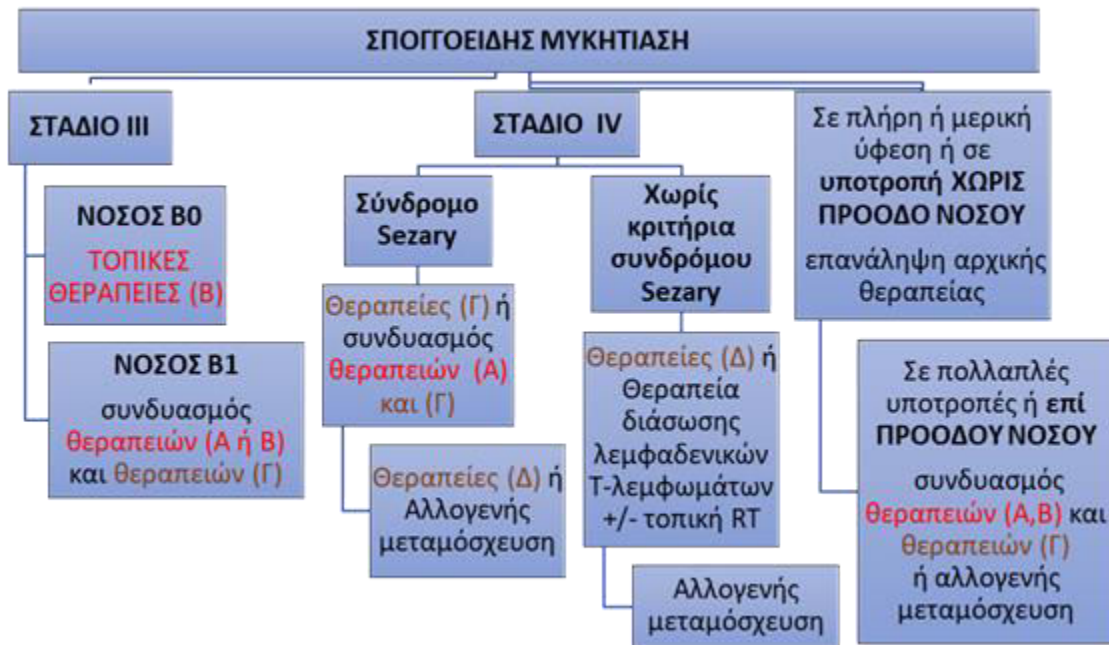 ΣΠΟΓΓΟΕΙΔΗΣ ΜΥΚΗΤΙΑΣΗ
ΣΤΑΔΙΟ ΙΙΙ
ΝΟΣΟΣ Β0
ΤΟΠΙΚΕΣ
ΘΕΡΑΠΕΙΕΣ (Β)
ΝΟΣΟΣ Β1
συνδυασμός
θεραπειών (Α ή Β)
και θεραπειών (Γ)
ΣΤΑΔΙΟ IV
Σύνδρομο
Sezary
Θεραπείες (Γ) ή
συνδυασμός
θεραπειών (Α)
και (Γ)
Θεραπείες (Δ) ή
Αλλογενής
μεταμόσχευση
Χωρίς
κριτήρια
συνδρόμου
Sezary
Θεραπείες (Δ) ή
Θεραπεία
διάσωσης
λεμφαδενικών
Τ-λεμφωμάτων
+/- τοπική RT
Αλλογενής
μεταμόσχευση
Σε πλήρη ή μερική
ύφεση ή σε
υποτροπή ΧΩΡΙΣ
ΠΡΟΟΔΟ ΝΟΣΟΥ
επανάληψη αρχικής
θεραπείας
Σε πολλαπλές
υποτροπές ή επί
ΠΡΟΟΔΟΥ ΝΟΣΟΥ
συνδυασμός
θεραπειών (Α,Β) και
θεραπειών (Γ)
ή αλλογενής
μεταμόσχευση